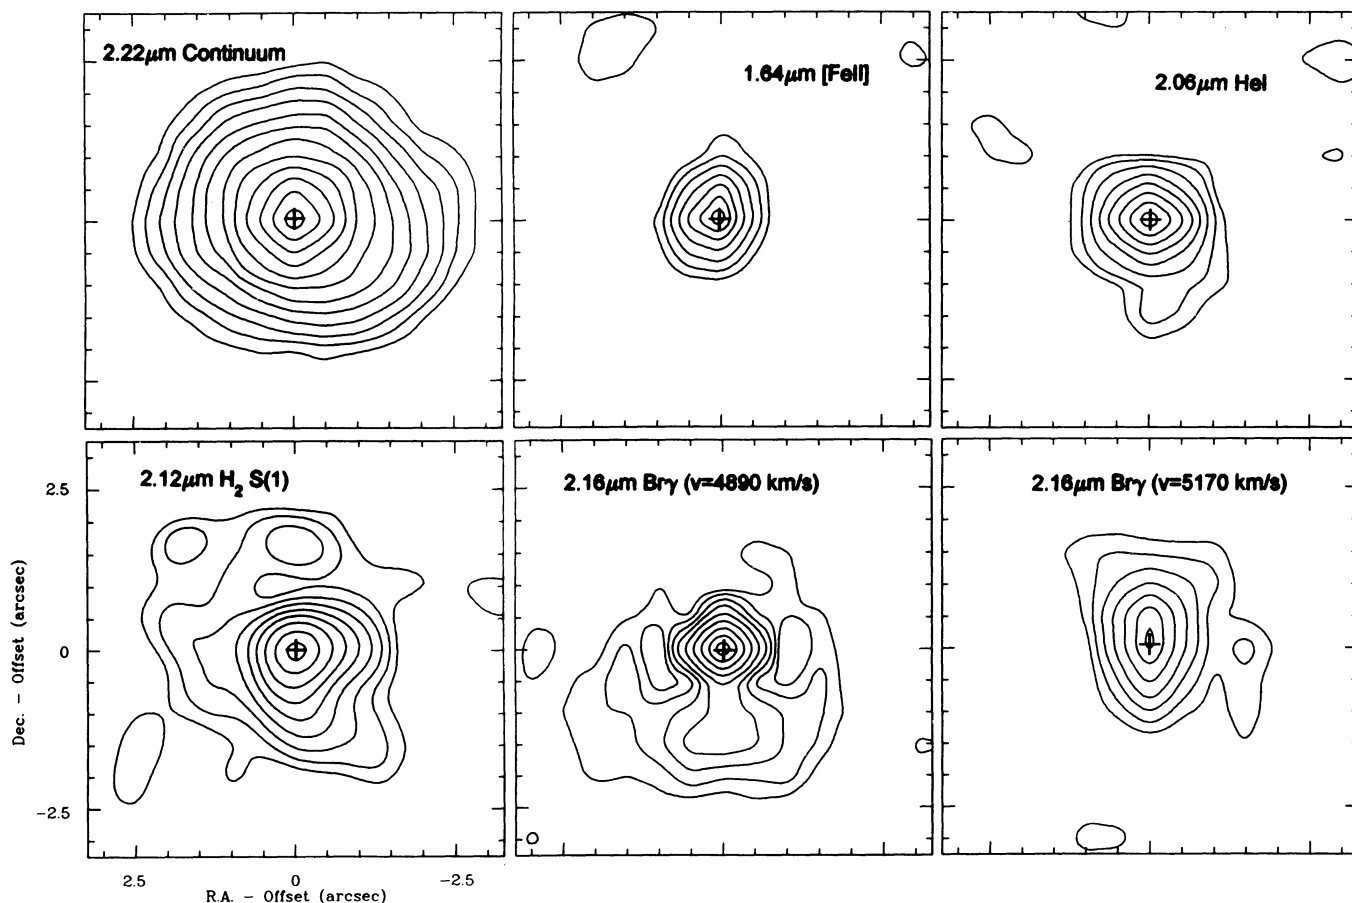 2.22μm Continuum
1.64μm [FeII]
2.06μm HeI
2.12μm H₂ S(1)
2.16μm Brγ (v=4890 km/s)
2.16μm Brγ (v=5170 km/s)
2.5
0
−2.5
Dec. − Offset (arcsec)
2.5 0 −2.5
R.A. − Offset (arcsec)